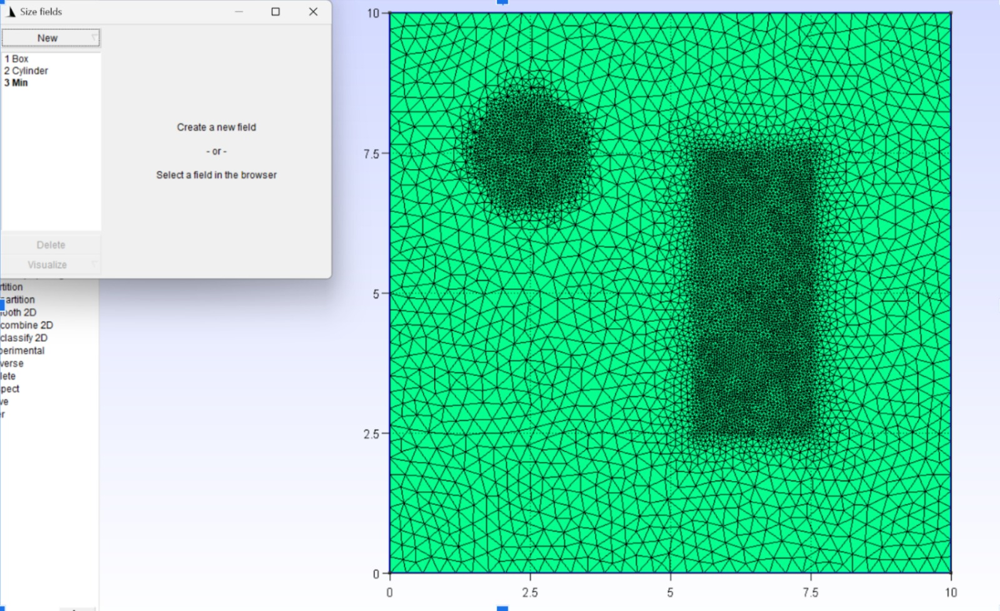 Size fields
New
1 Box
2 Cylinder
3 Min
Create a new field
- or -
Select a field in the browser
Delete
Visualize
rtition
artition
ooth 2D
combine 2D
classify 2D
perimental
verse
lete
pect
ve
r
10
7.5
5
2.5
0
0 2.5 5 7.5 10